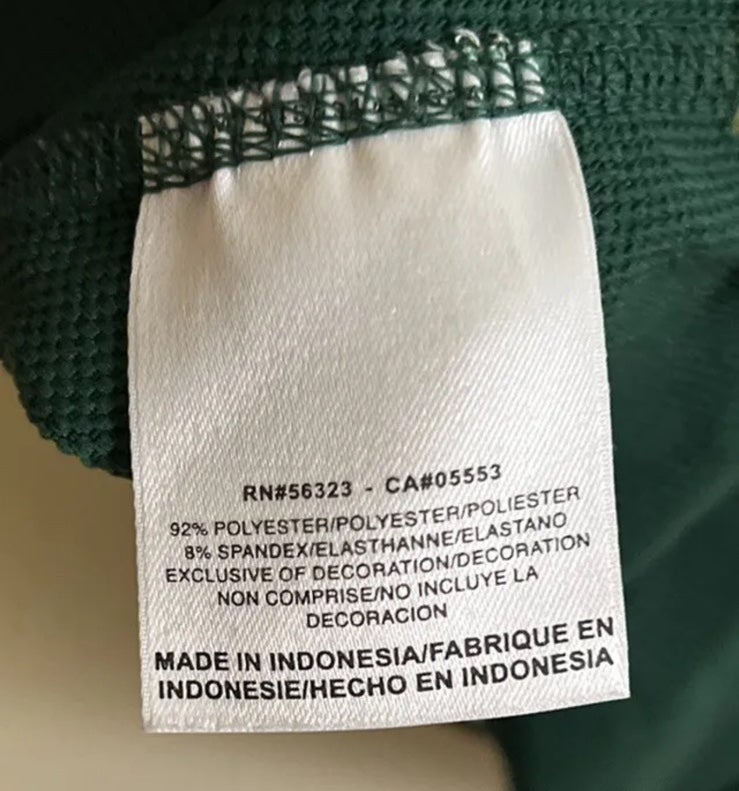 RN#56323 - CA#05553
92% POLYESTER/POLYESTER/POLIESTER
8% SPANDEX/ELASTHANNE/ELASTANO
EXCLUSIVE OF DECORATION/DECORATION
NON COMPRISE/NO INCLUYE LA
DECORACION
MADE IN INDONESIA/FABRIQUE EN
INDONESIE/HECHO EN INDONESIA